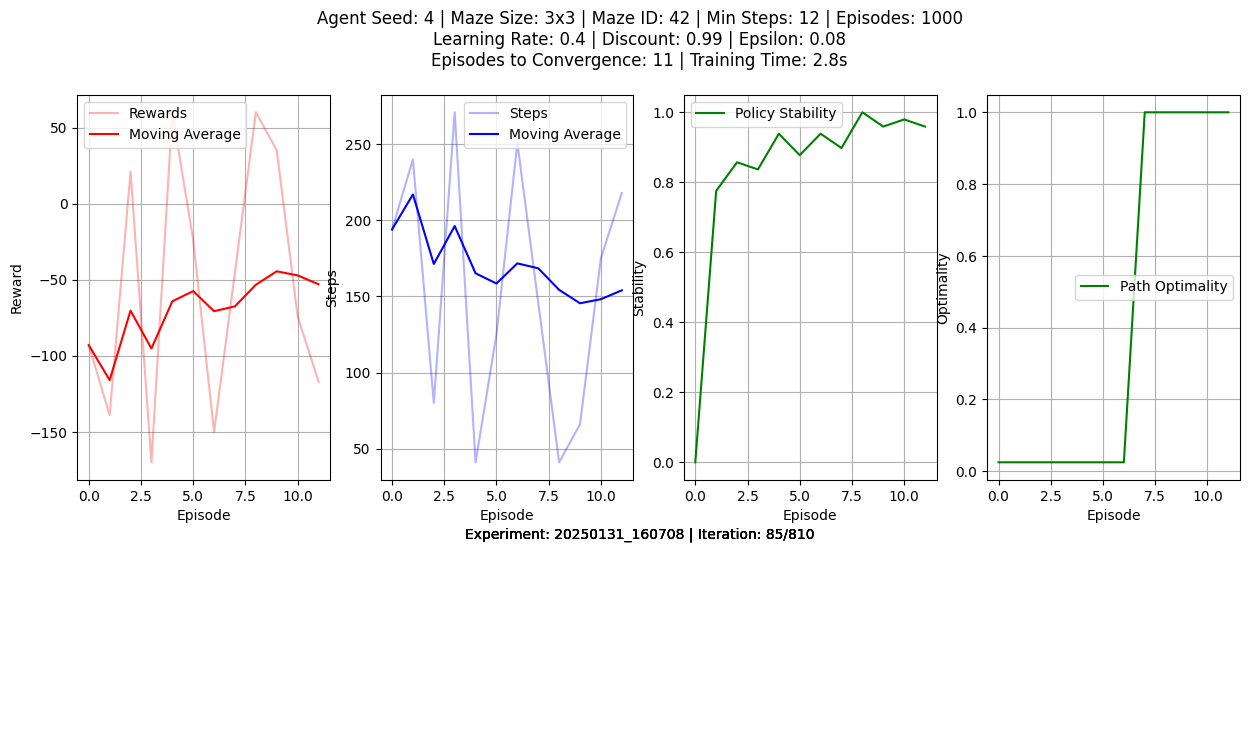 Agent Seed: 4 | Maze Size: 3x3 | Maze ID: 42 | Min Steps: 12 | Episodes: 1000
Learning Rate: 0.4 | Discount: 0.99 | Epsilon: 0.08
Episodes to Convergence: 11 | Training Time: 2.8s
Rewards
Moving Average
50
0
−50
−100
−150
Reward
0.0 2.5 5.0 7.5 10.0
Episode
Steps
Moving Average
250
200
150
100
50
Steps
0.0 2.5 5.0 7.5 10.0
Episode
Policy Stability
1.0
0.8
0.6
0.4
0.2
0.0
Stability
0.0 2.5 5.0 7.5 10.0
Episode
Path Optimality
1.0
0.8
0.6
0.4
0.2
0.0
Optimality
0.0 2.5 5.0 7.5 10.0
Episode
Experiment: 20250131_160708 | Iteration: 85/810